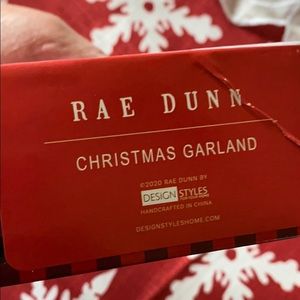 RAE DUNN
CHRISTMAS GARLAND
©2020 RAE DUNN BY
DESIGN STYLES
HANDCRAFTED IN CHINA
DESIGNSTYLESHOME.COM